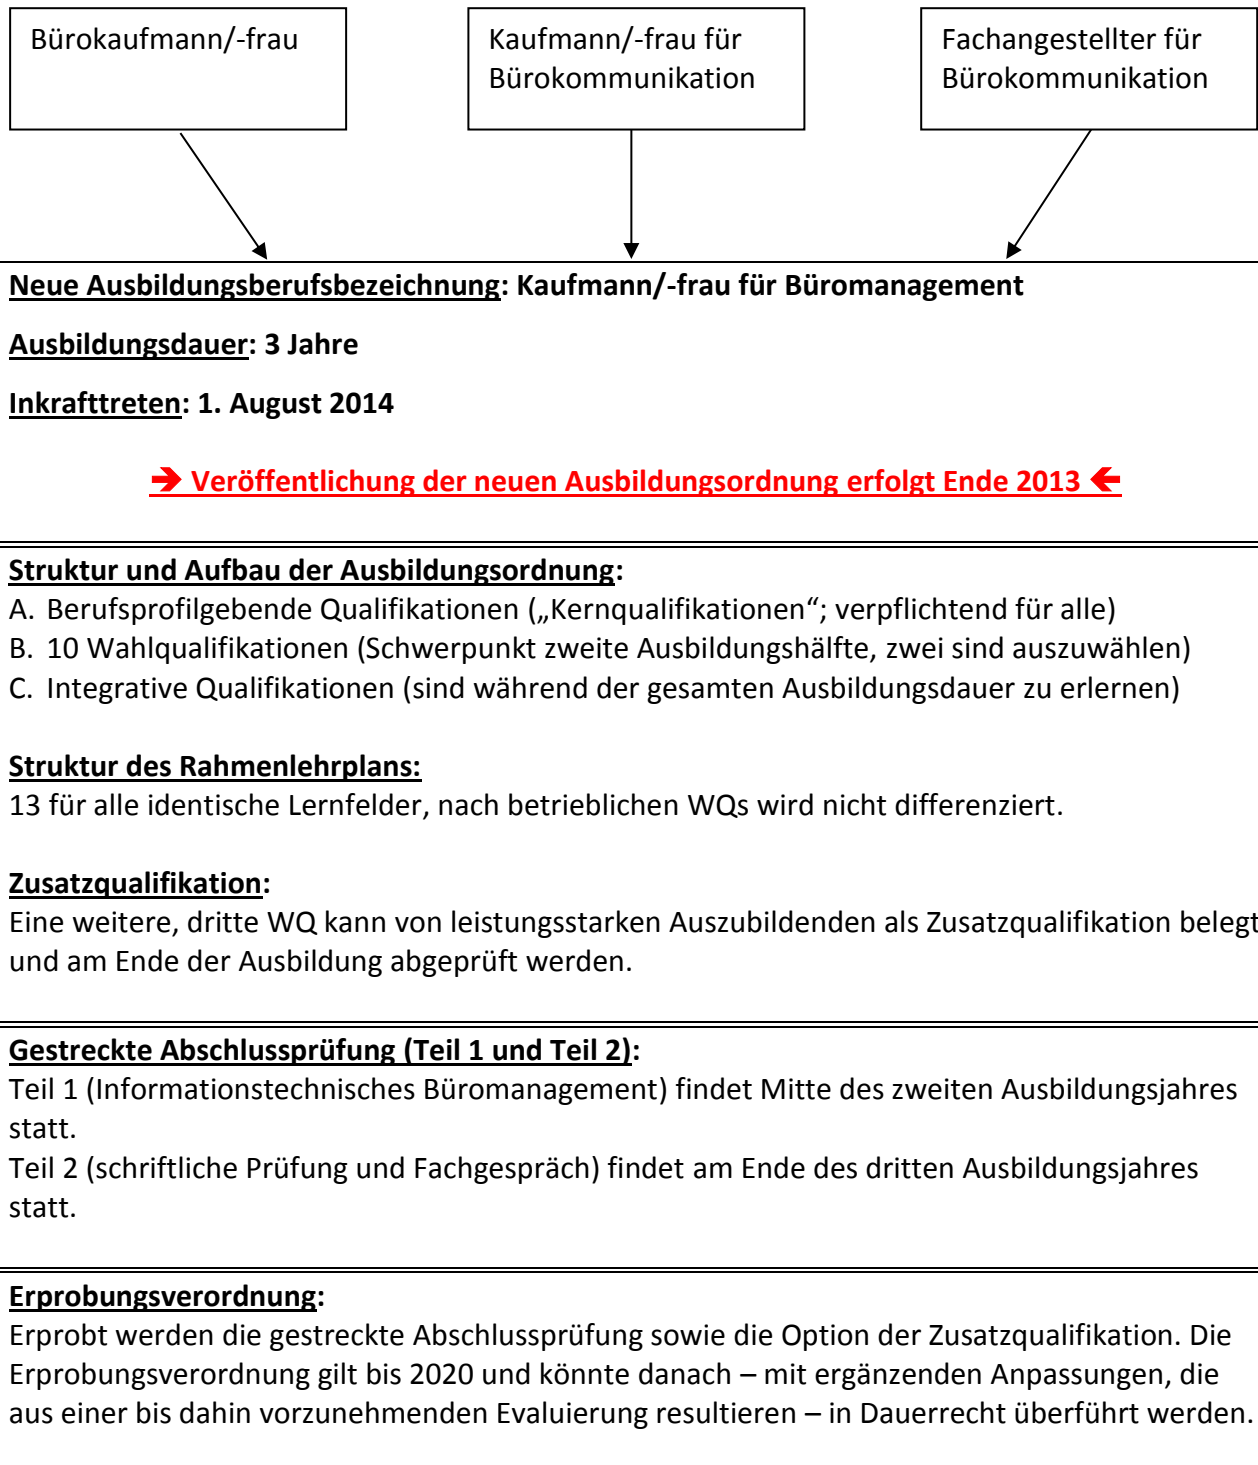 Bürokaufmann/-frau
Kaufmann/-frau für
Bürokommunikation
Fachangestellter für
Bürokommunikation
Neue Ausbildungsberufsbezeichnung: Kaufmann/-frau für Büromanagement
Ausbildungsdauer: 3 Jahre
Inkrafttreten: 1. August 2014
➔ Veröffentlichung der neuen Ausbildungsordnung erfolgt Ende 2013 🡸
Struktur und Aufbau der Ausbildungsordnung:
A. Berufsprofilgebende Qualifikationen („Kernqualifikationen“; verpflichtend für alle)
B. 10 Wahlqualifikationen (Schwerpunkt zweite Ausbildungshälfte, zwei sind auszuwählen)
C. Integrative Qualifikationen (sind während der gesamten Ausbildungsdauer zu erlernen)
Struktur des Rahmenlehrplans:
13 für alle identische Lernfelder, nach betrieblichen WQs wird nicht differenziert.
Zusatzqualifikation:
Eine weitere, dritte WQ kann von leistungsstarken Auszubildenden als Zusatzqualifikation belegt
und am Ende der Ausbildung abgeprüft werden.
Gestreckte Abschlussprüfung (Teil 1 und Teil 2):
Teil 1 (Informationstechnisches Büromanagement) findet Mitte des zweiten Ausbildungsjahres
statt.
Teil 2 (schriftliche Prüfung und Fachgespräch) findet am Ende des dritten Ausbildungsjahres
statt.
Erprobungsverordnung:
Erprobt werden die gestreckte Abschlussprüfung sowie die Option der Zusatzqualifikation. Die
Erprobungsverordnung gilt bis 2020 und könnte danach – mit ergänzenden Anpassungen, die
aus einer bis dahin vorzunehmenden Evaluierung resultieren – in Dauerrecht überführt werden.